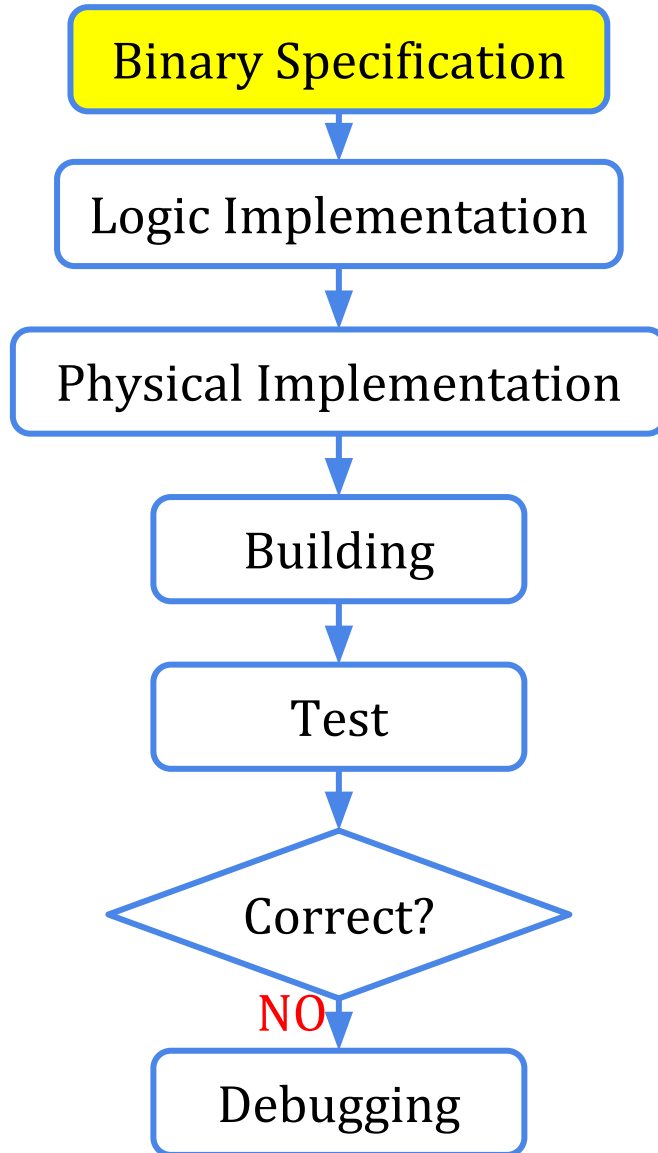 Binary Specification
Logic Implementation
Physical Implementation
Building
Test
Correct?
NO
Debugging